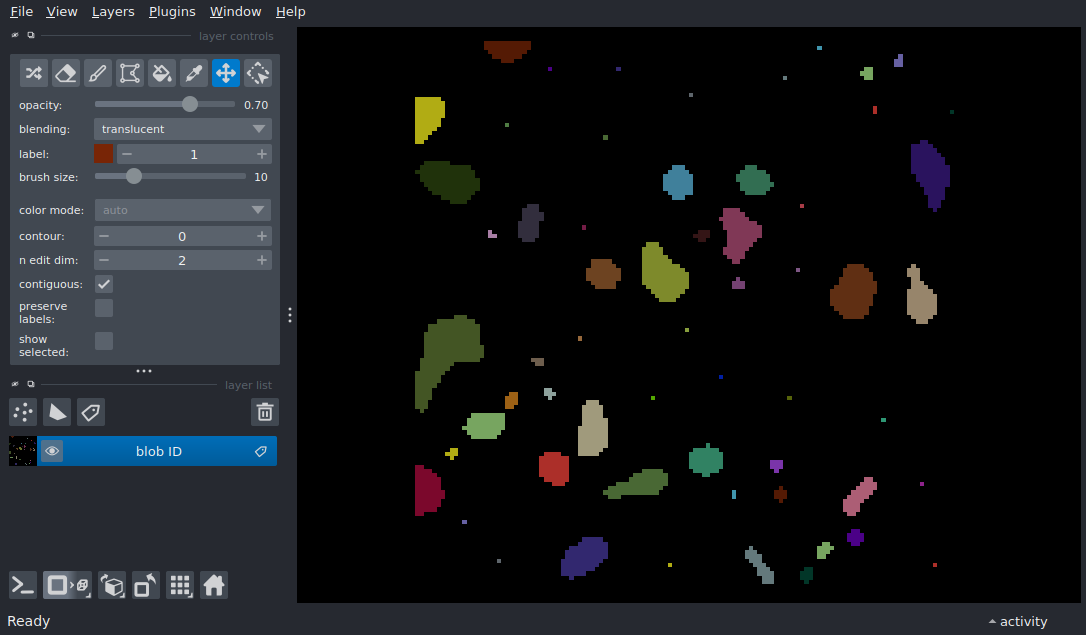 File View Layers Plugins Window Help
layer controls
opacity: 0.70
blending: translucent
label: 1
brush size: 10
color mode: auto
contour: 0
n edit dim: 2
contiguous:
preserve
labels:
show
selected:
layer list
blob ID
Ready activity